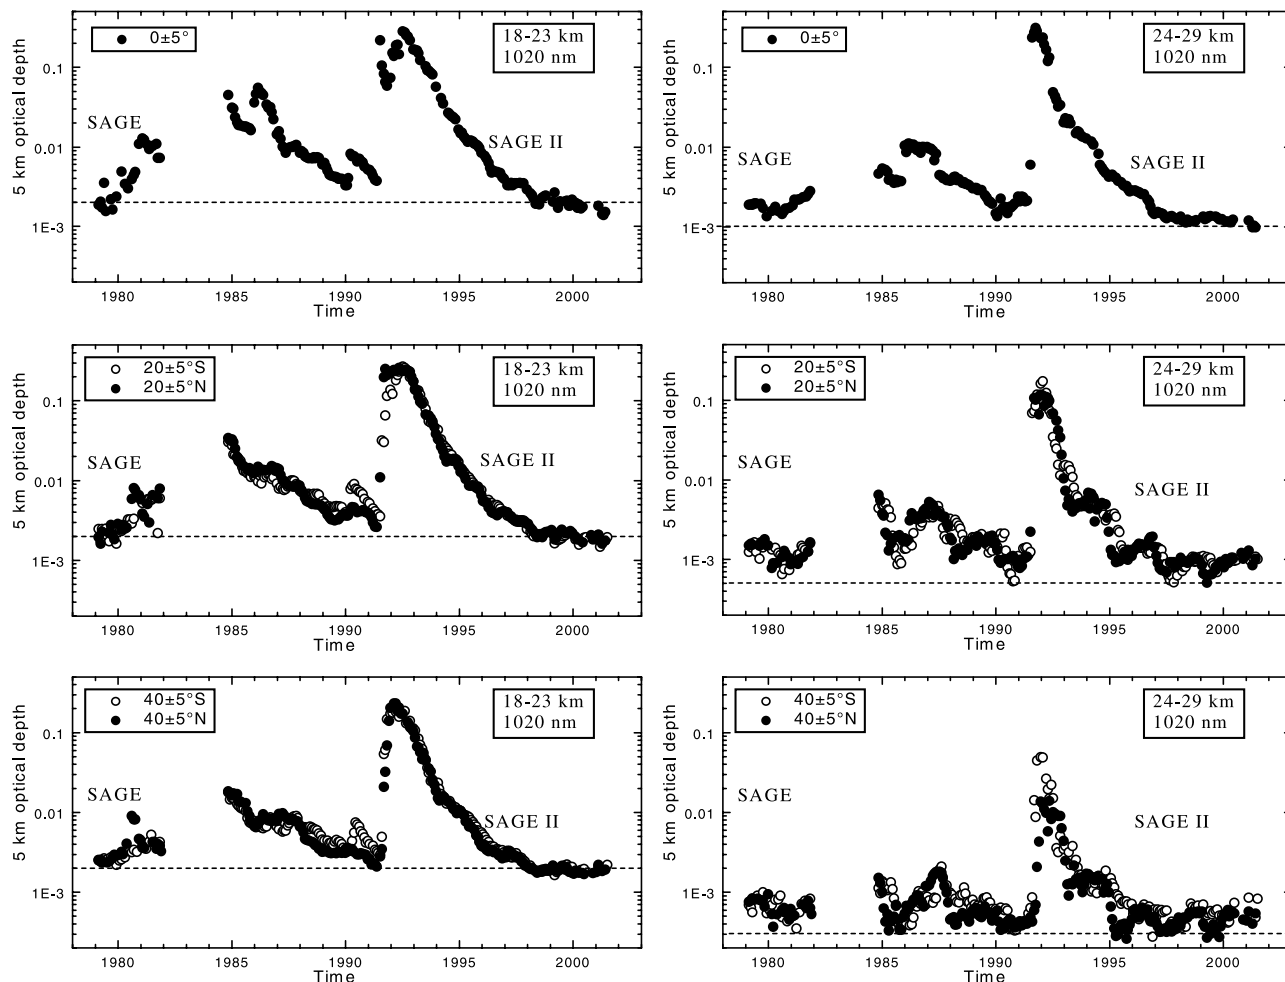 0±5°
18-23 km
1020 nm
SAGE
SAGE II
5 km optical depth
0.1
0.01
1E-3
1980
1985
1990
1995
2000
Time
0±5°
24-29 km
1020 nm
SAGE
SAGE II
5 km optical depth
0.1
0.01
1E-3
1980
1985
1990
1995
2000
Time
20±5°S
20±5°N
18-23 km
1020 nm
SAGE
SAGE II
5 km optical depth
0.1
0.01
1E-3
1980
1985
1990
1995
2000
Time
20±5°S
20±5°N
24-29 km
1020 nm
SAGE
SAGE II
5 km optical depth
0.1
0.01
1E-3
1980
1985
1990
1995
2000
Time
40±5°S
40±5°N
18-23 km
1020 nm
SAGE
SAGE II
5 km optical depth
0.1
0.01
1E-3
1980
1985
1990
1995
2000
Time
40±5°S
40±5°N
24-29 km
1020 nm
SAGE
SAGE II
5 km optical depth
0.1
0.01
1E-3
1980
1985
1990
1995
2000
Time